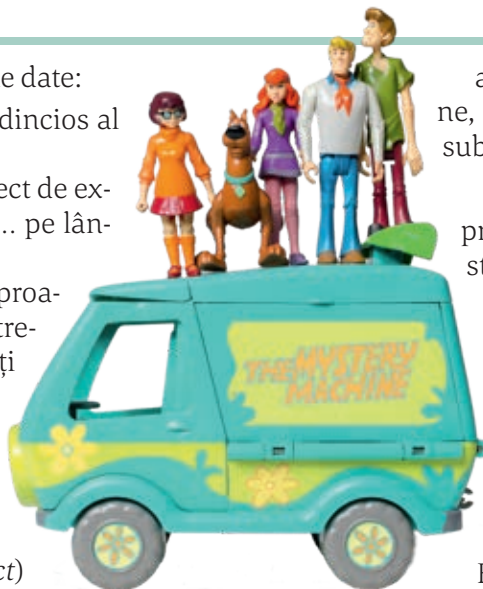 e date:
dincios al
ect de ex-
... pe lân-
proa-
tre-
ți
ct)
a
ne,
sub
pr
st
THE MYSTERY
MACHINE